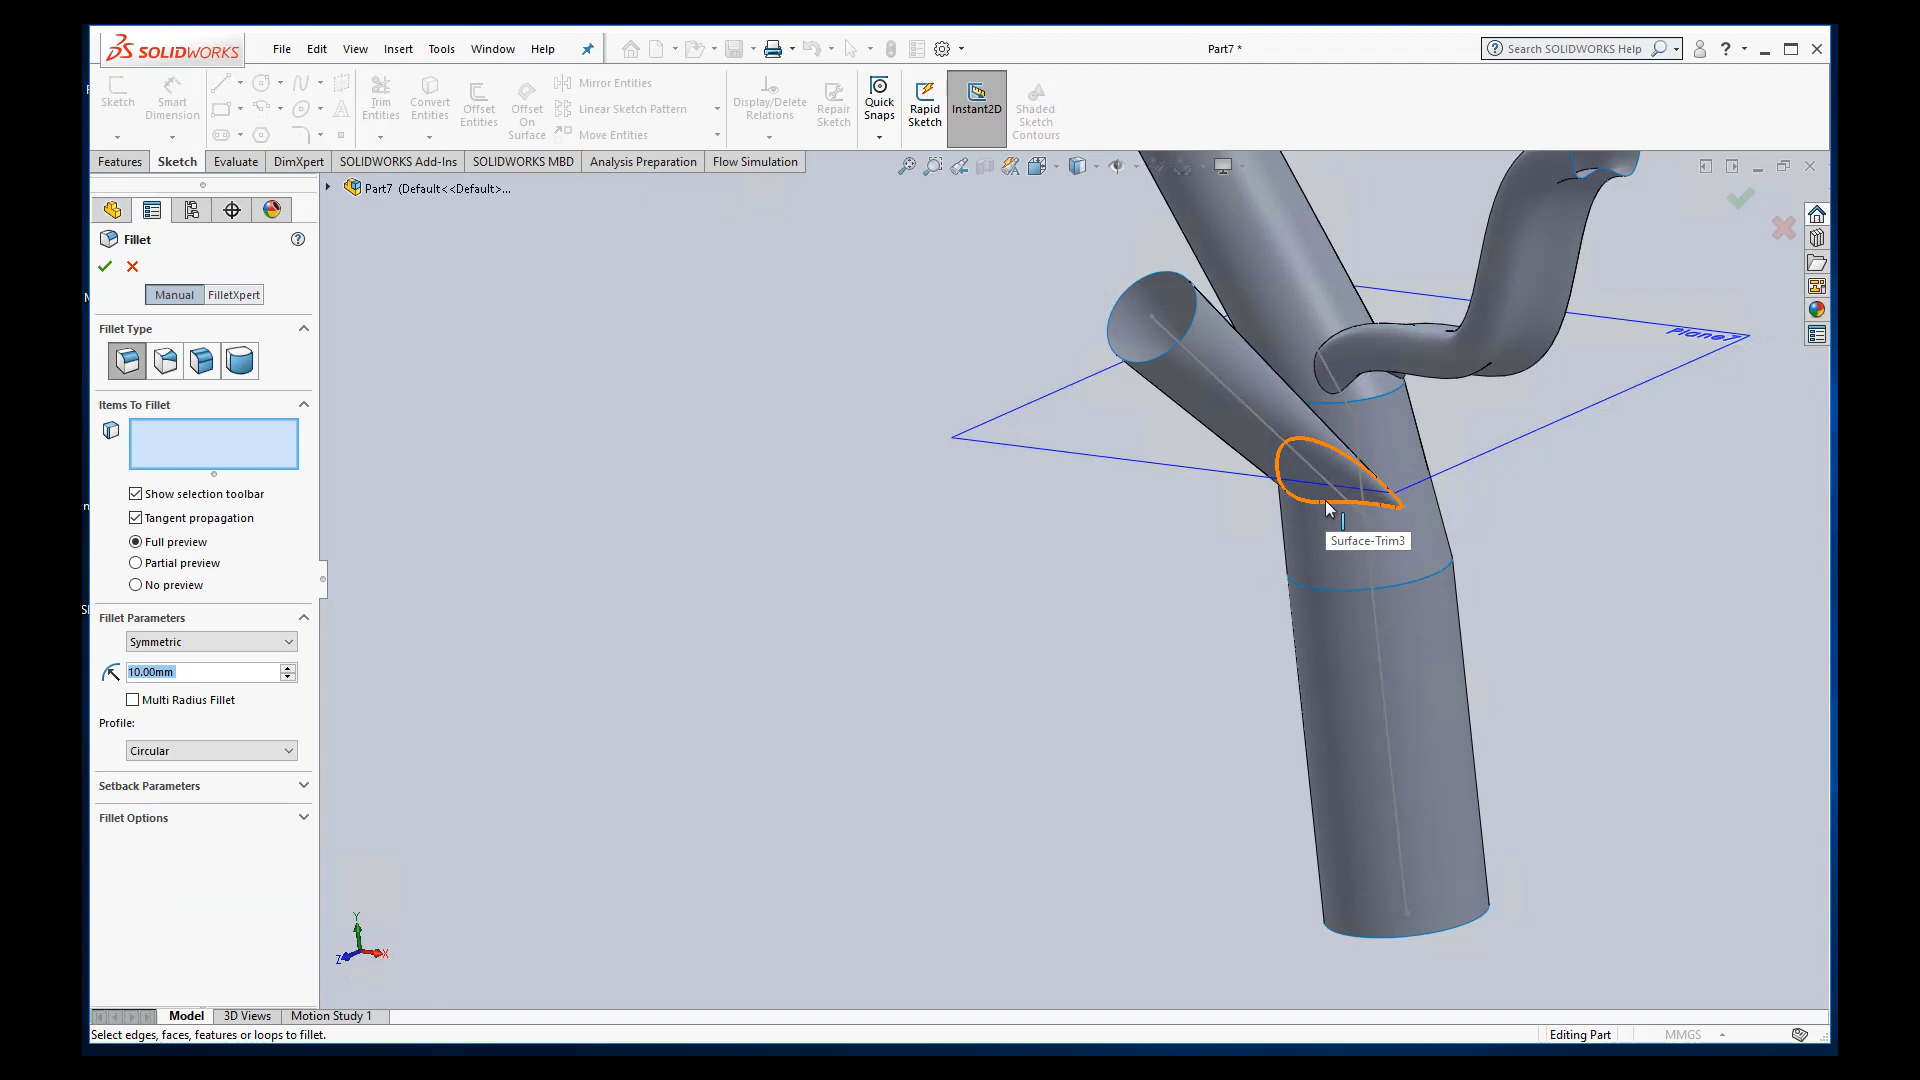 SOLIDWORKS
File Edit View Insert Tools Window Help
Part7 *
Search SOLIDWORKS Help
?
Sketch
Smart Dimension
Trim Entities
Convert Entities
Offset Entities
Offset On Surface
Mirror Entities
Linear Sketch Pattern
Move Entities
Display/Delete Relations
Repair Sketch
Quick Snaps
Rapid Sketch
Instant2D
Shaded Sketch Contours
Features Sketch Evaluate DimXpert SOLIDWORKS Add-Ins SOLIDWORKS MBD Analysis Preparation Flow Simulation
Part7 (Default<<Default>...
Fillet
?
Manual FilletXpert
Fillet Type
Items To Fillet
Show selection toolbar
Tangent propagation
Full preview
Partial preview
No preview
Fillet Parameters
Symmetric
10.00mm
Multi Radius Fillet
Profile:
Circular
Setback Parameters
Fillet Options
Plane7
Surface-Trim3
Y
X
Z
Model 3D Views Motion Study 1
Select edges, faces, features or loops to fillet.
Editing Part
MMGS